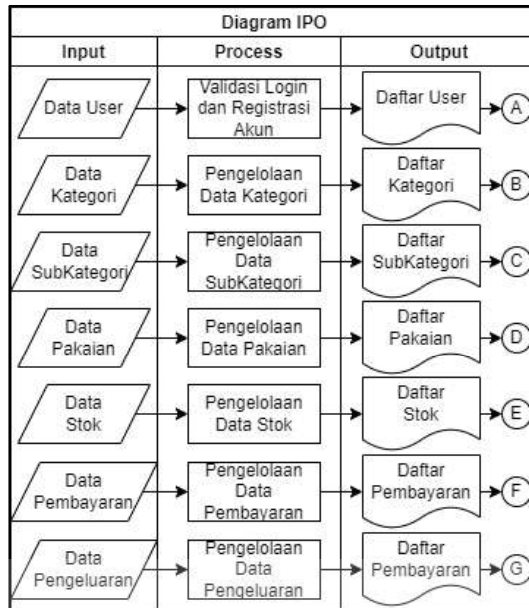 Diagram IPO
Input Process Output
Data User
Validasi Login
dan Registrasi
Akun
Daftar User
A
Data
Kategori
Pengelolaan
Data Kategori
Daftar
Kategori
B
Data
SubKategori
Pengelolaan
Data
SubKategori
Daftar
SubKategori
C
Data
Pakaian
Pengelolaan
Data Pakaian
Daftar
Pakaian
D
Data
Stok
Pengelolaan
Data Stok
Daftar
Stok
E
Data
Pembayaran
Pengelolaan
Data
Pembayaran
Daftar
Pembayaran
F
Data
Pengeluaran
Pengelolaan
Data
Pengeluaran
Daftar
Pembayaran
G